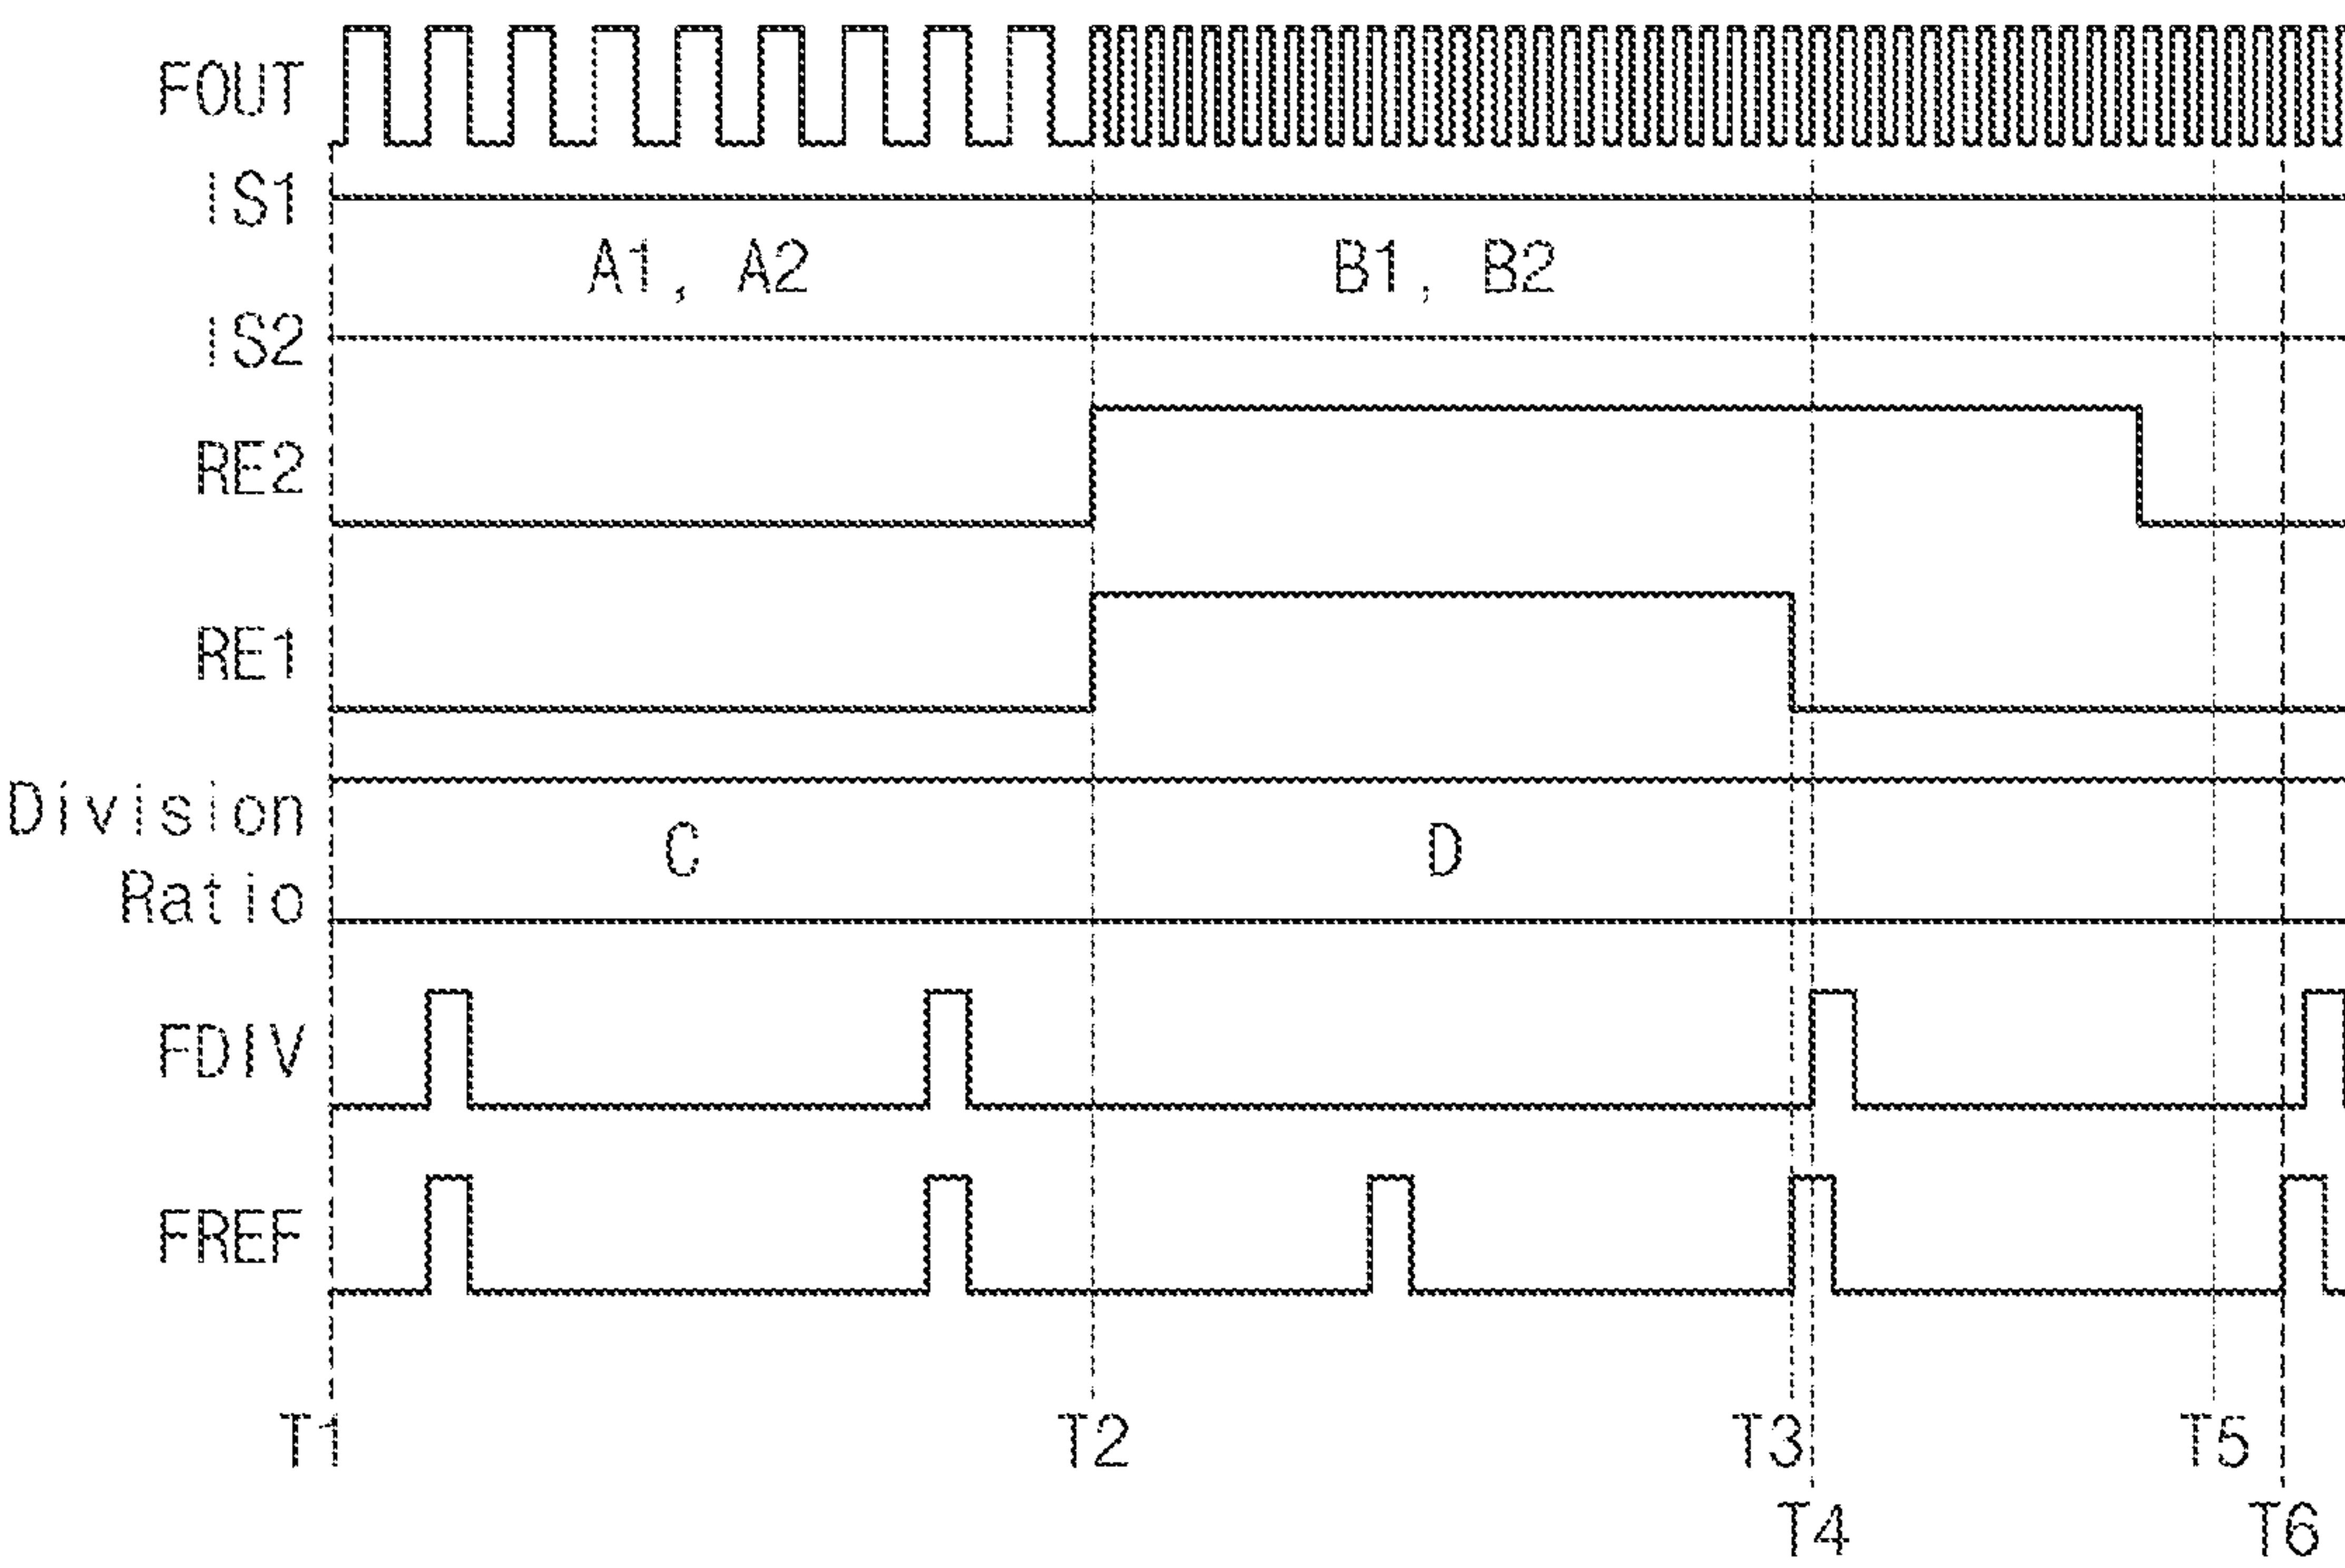 FOUT
IS1
A1, A2
B1, B2
IS2
RE2
RE1
Division
Ratio
C
D
FDIV
FREF
T1
T2
T3
T5
T4
T6